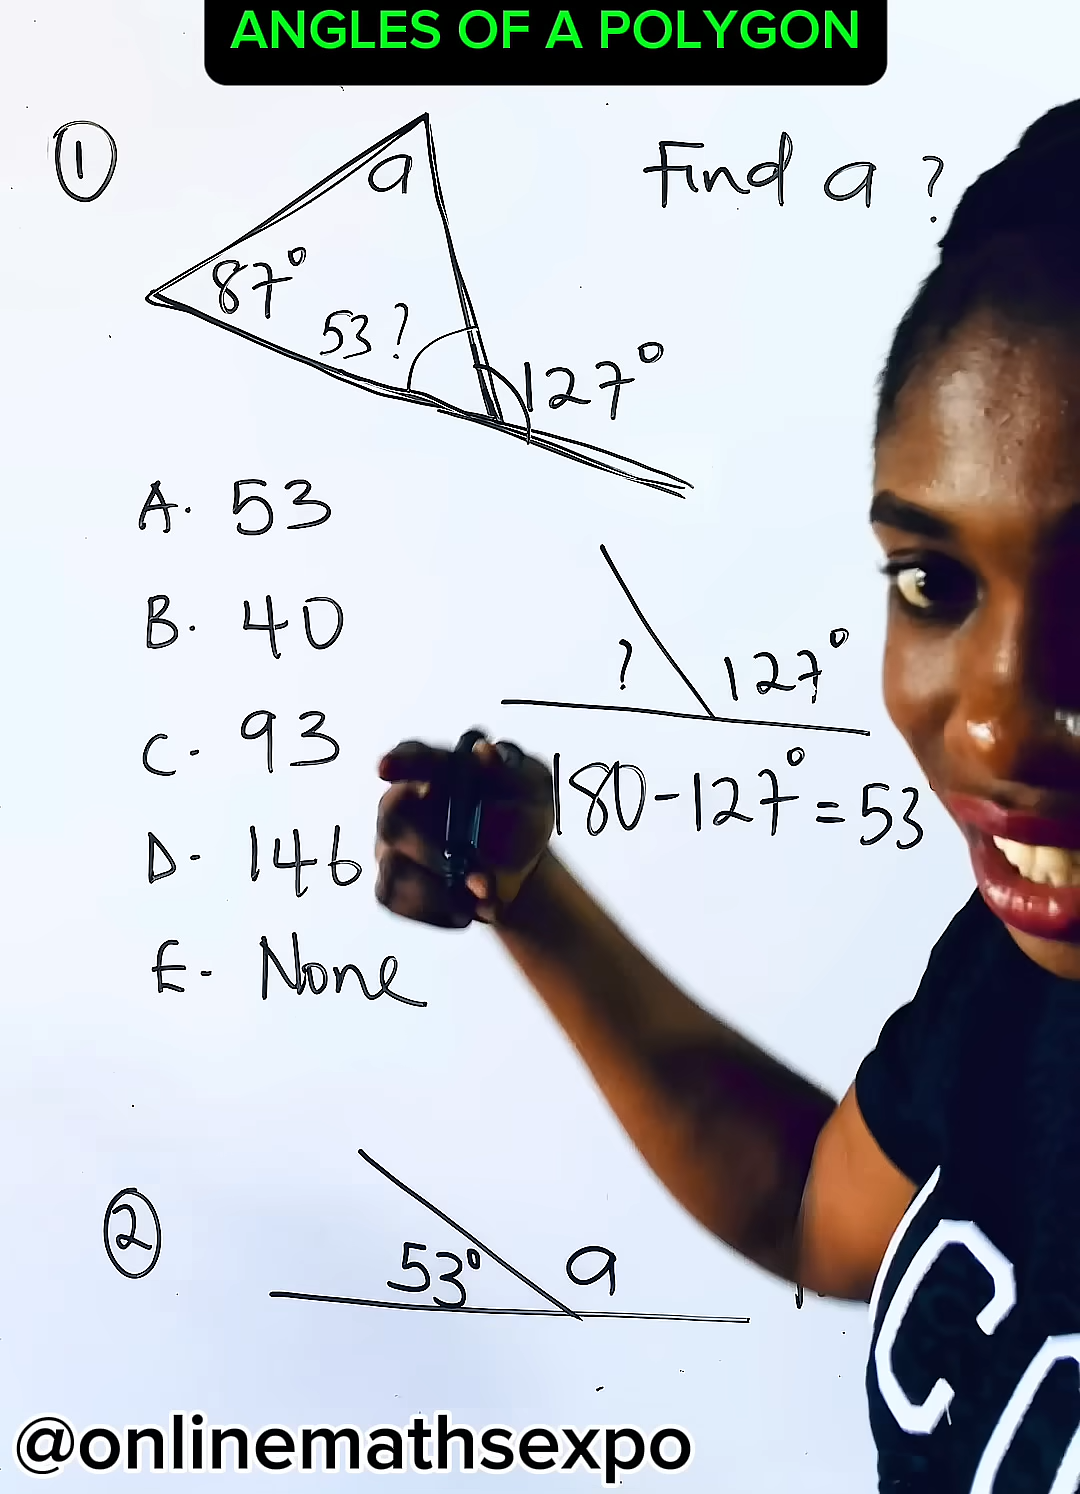 ANGLES OF A POLYGON
1
Find a ?
a
87°
53?
127°
A. 53
B. 40
C. 93
D. 146
E. None
? 127°
180-127°=53
2
53° a
@onlinemathsexpo